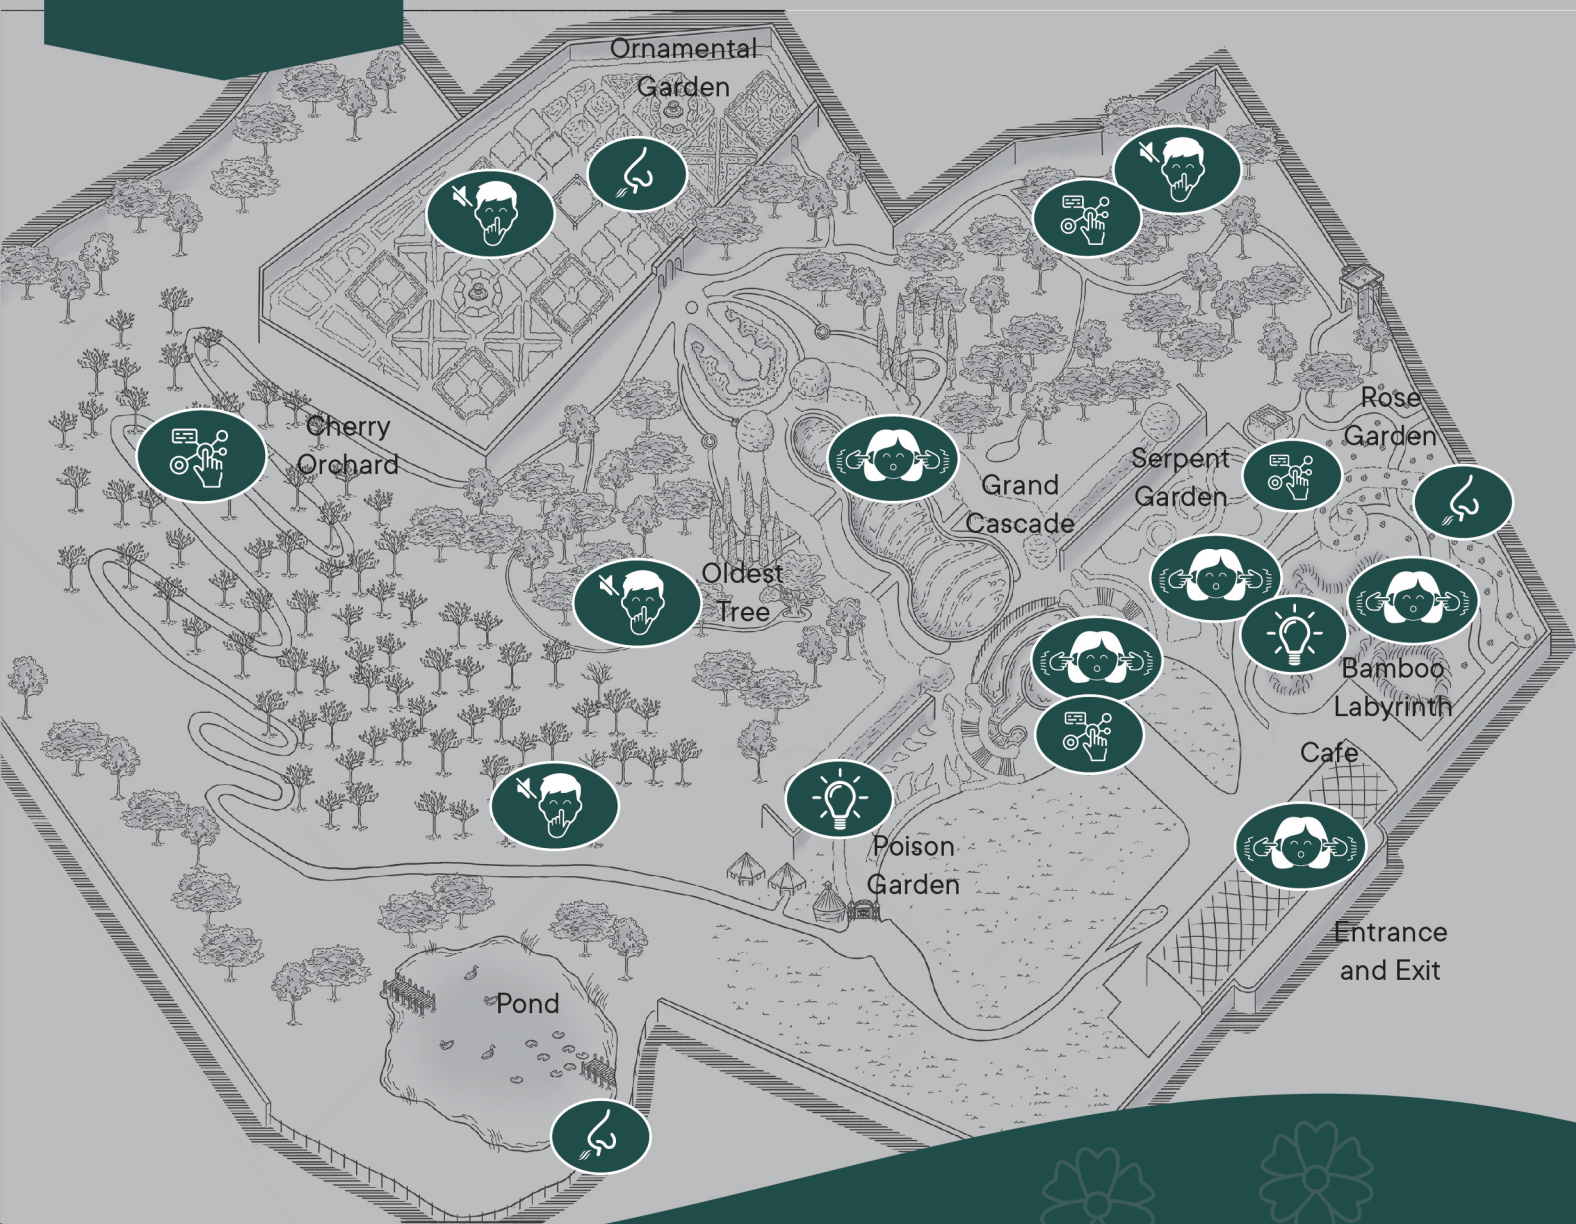 Ornamental
Garden
Cherry
Orchard
Rose
Garden
Serpent
Garden
Grand
Cascade
Oldest
Tree
Bamboo
Labyrinth
Cafe
Poison
Garden
Entrance
and Exit
Pond